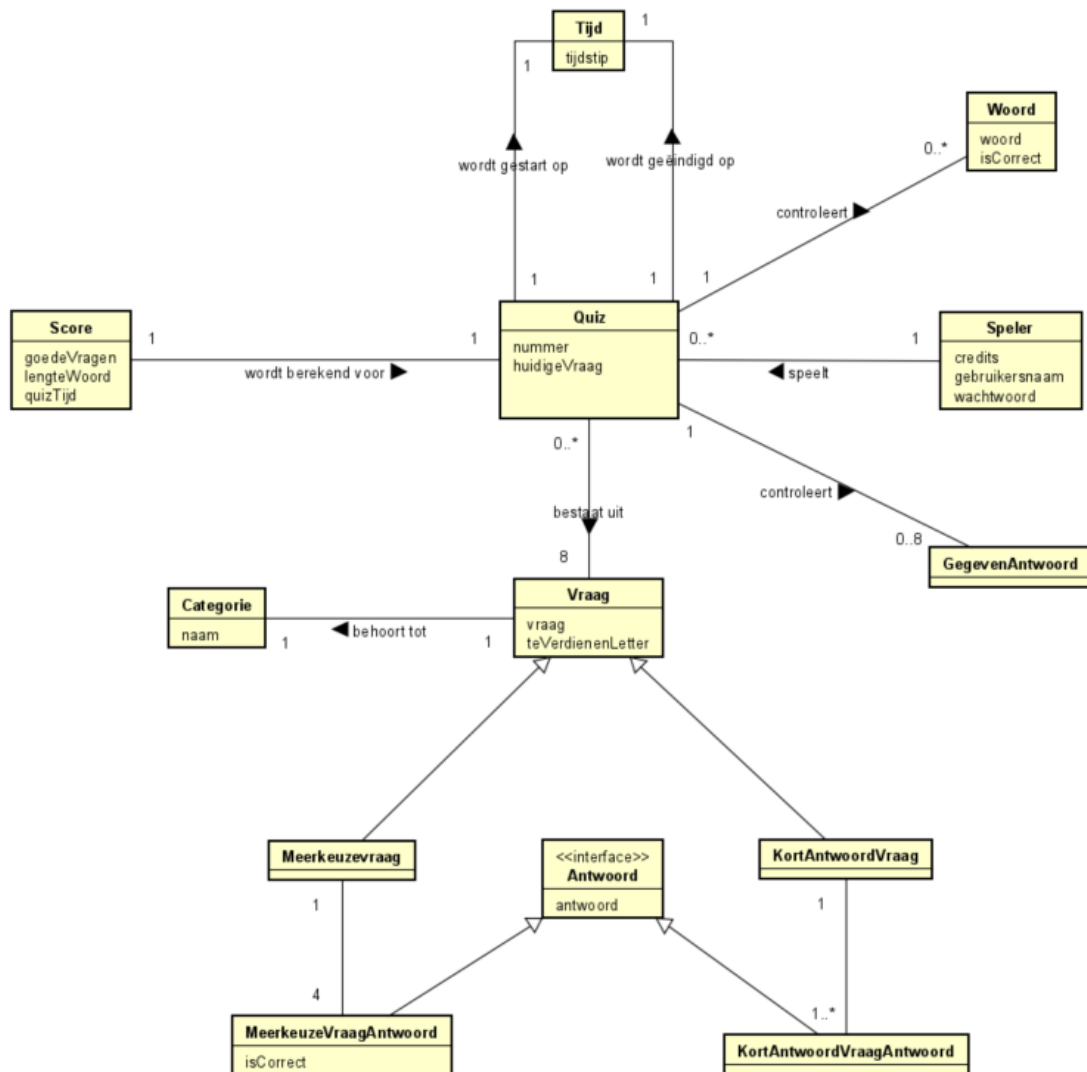 1
Tijd
1
tijdstip
1
Woord
woord
isCorrect
0..*
wordt gestart op
wordt geëindigd op
controleert
1
1
1
Score
goedeVragen
lengteWoord
quizTijd
1
wordt berekend voor
1
Quiz
nummer
huidigeVraag
0..*
speelt
1
Speler
credits
gebruikersnaam
wachtwoord
0..*
1
controleert
bestaat uit
0..8
8
GegevenAntwoord
Categorie
naam
1
behoort tot
1
Vraag
vraag
teVerdienenLetter
Meerkeuzevraag
<<interface>>
Antwoord
antwoord
KortAntwoordVraag
1
1
4
1..*
MeerkeuzeVraagAntwoord
isCorrect
KortAntwoordVraagAntwoord